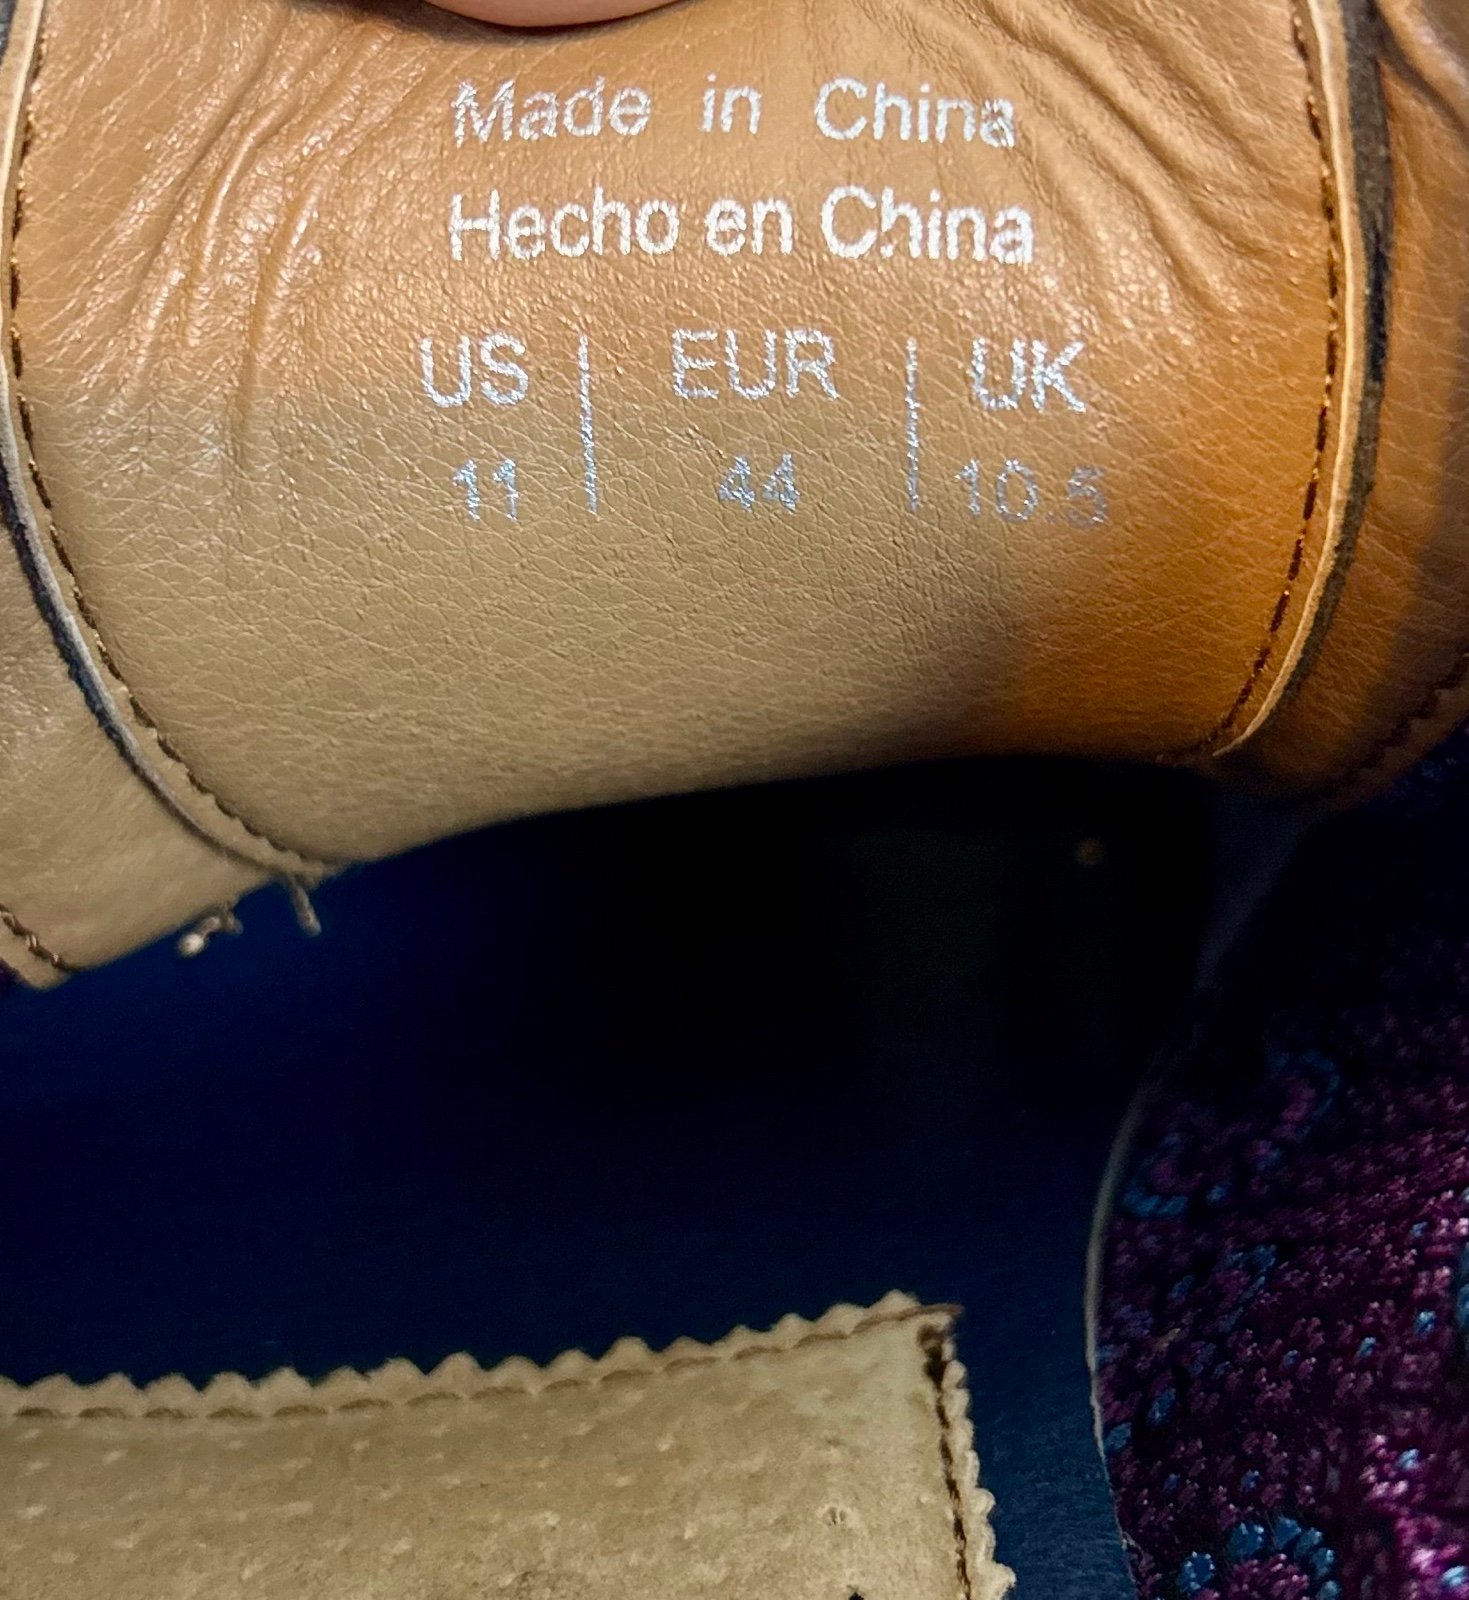 Made in China
Hecho en China
US | EUR | UK
11 | 44 | 10.5